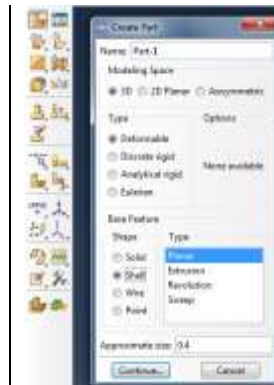 Create Part
Name: Part-1
Modeling Space
3D 2D Planar Axisymmetric
Type Options
Deformable
Discrete rigid
Analytical rigid
Eulerian
None available
Base Feature
Shape Type
Solid
Shell
Wire
Point
Planar
Extrusion
Revolution
Sweep
Approximate size: 0.4
Continue... Cancel